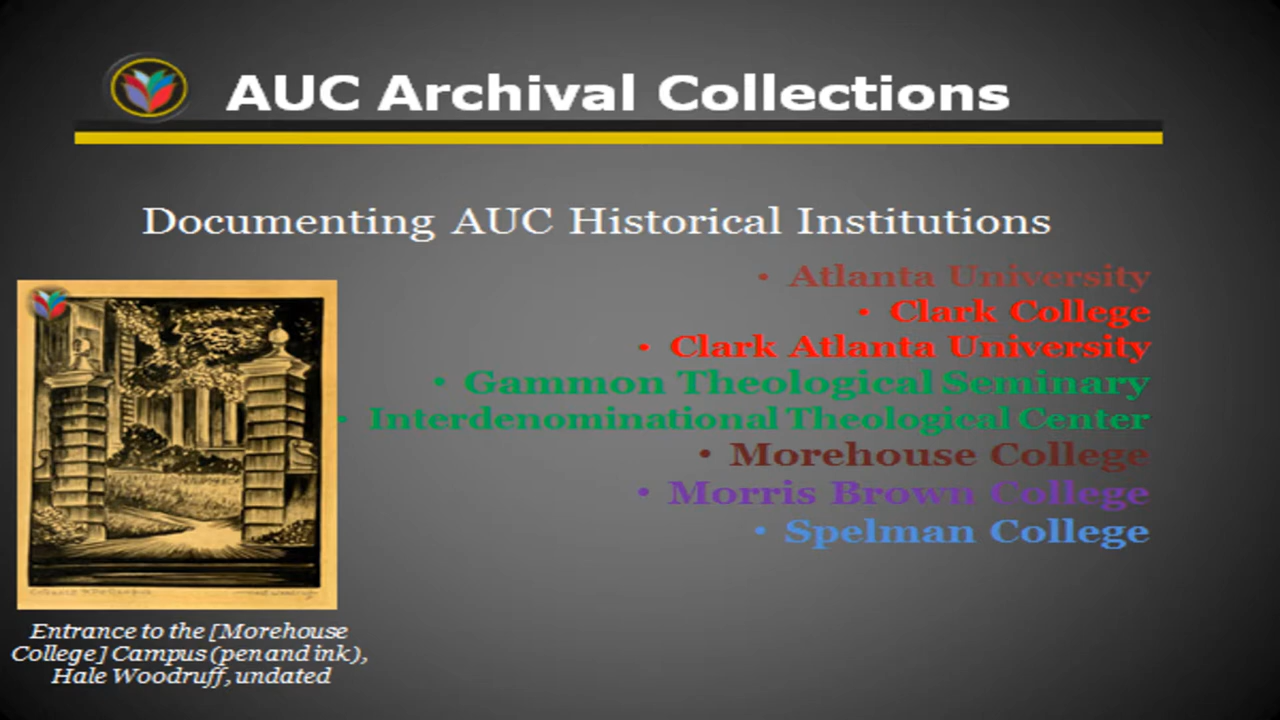 AUC Archival Collections
Documenting AUC Historical Institutions
• Atlanta University
• Clark College
• Clark Atlanta University
• Gammon Theological Seminary
• Interdenominational Theological Center
• Morehouse College
• Morris Brown College
• Spelman College
Entrance to the [Morehouse
College] Campus (pen and ink),
Hale Woodruff, undated